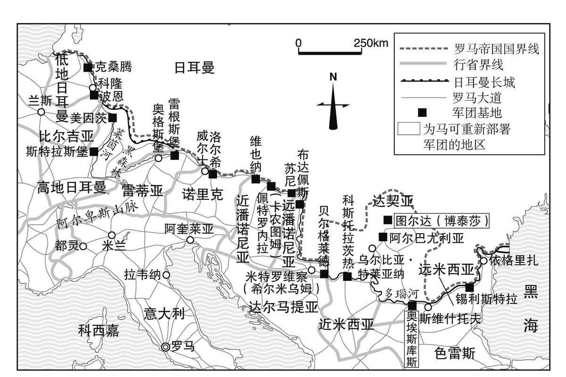 0 250km
N
罗马帝国国界线
行省界线
日耳曼长城
罗马大道
军团基地
为马可重新部署
军团的地区
低地日耳曼
克桑腾
日耳曼
科隆
波恩
兰斯
美因茨
比尔吉亚
斯特拉斯堡
莱茵河
高地日耳曼
奥格斯堡
雷根斯堡
威尔士
洛尔希
雷蒂亚
诺里克
阿尔卑斯山脉
都灵
米兰
阿奎莱亚
拉韦纳
科西嘉
意大利
罗马
维也纳
佩特罗内拉
卡农图姆
苏尼
布达佩斯
近潘诺尼亚
远潘诺尼亚
米特罗维察
(希尔米乌姆)
达尔马提亚
贝尔格莱德
科斯托拉茨热
达契亚
图尔达(博泰莎)
阿尔巴尤利亚
乌尔比亚·
特莱亚纳
远米西亚
依格里扎
锡利斯特拉
多瑙河
斯维什托夫
奥埃斯库斯
近米西亚
色雷斯
黑海